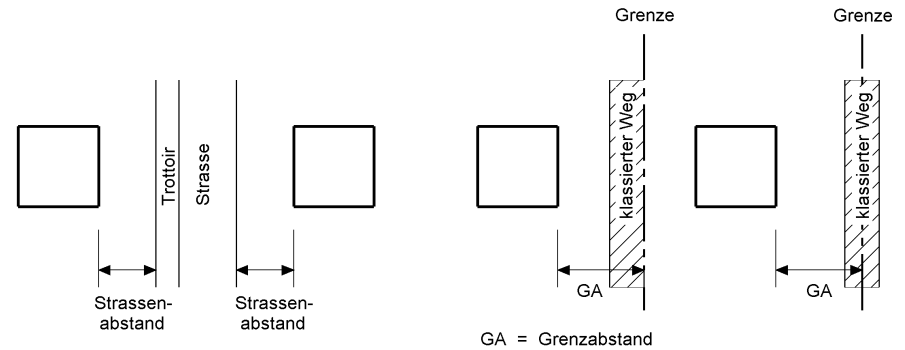 Grenze
Grenze
Trottoir
Strasse
klassierter Weg
klassierter Weg
Strassen-
abstand
Strassen-
abstand
GA
GA
GA = Grenzabstand